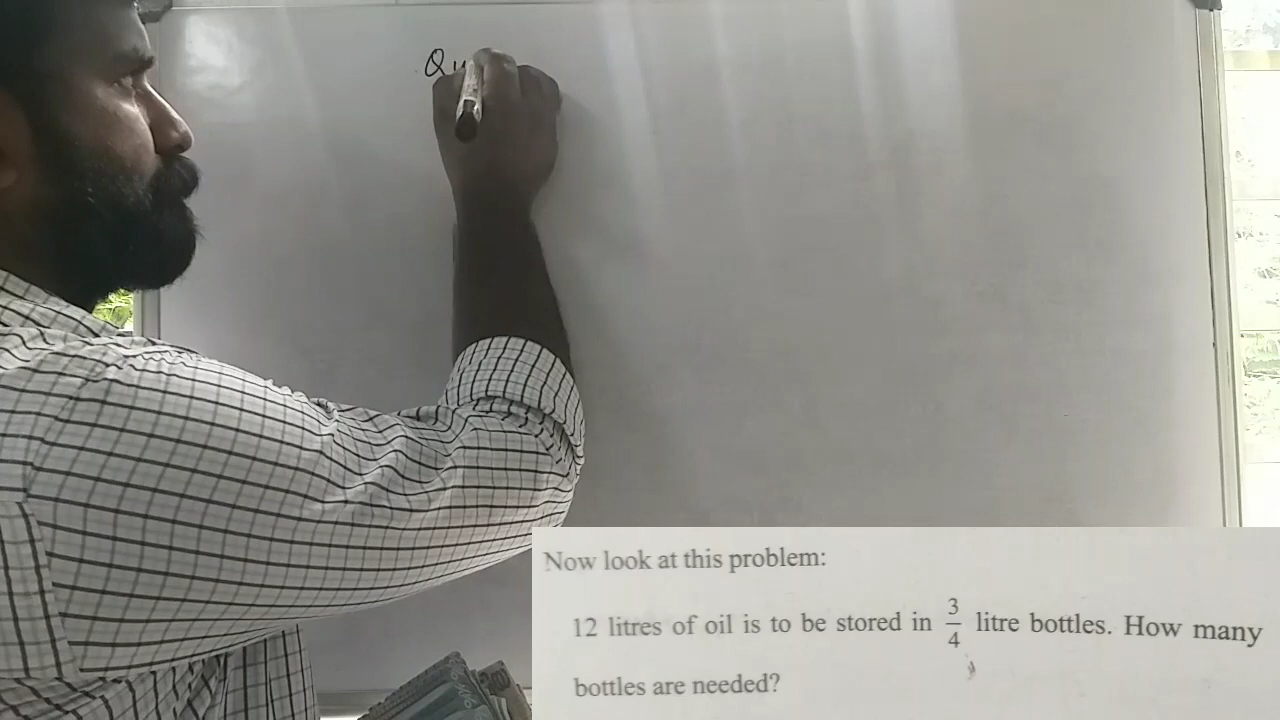 Qu
Now look at this problem:
12 litres of oil is to be stored in 3/4 litre bottles. How many
bottles are needed?